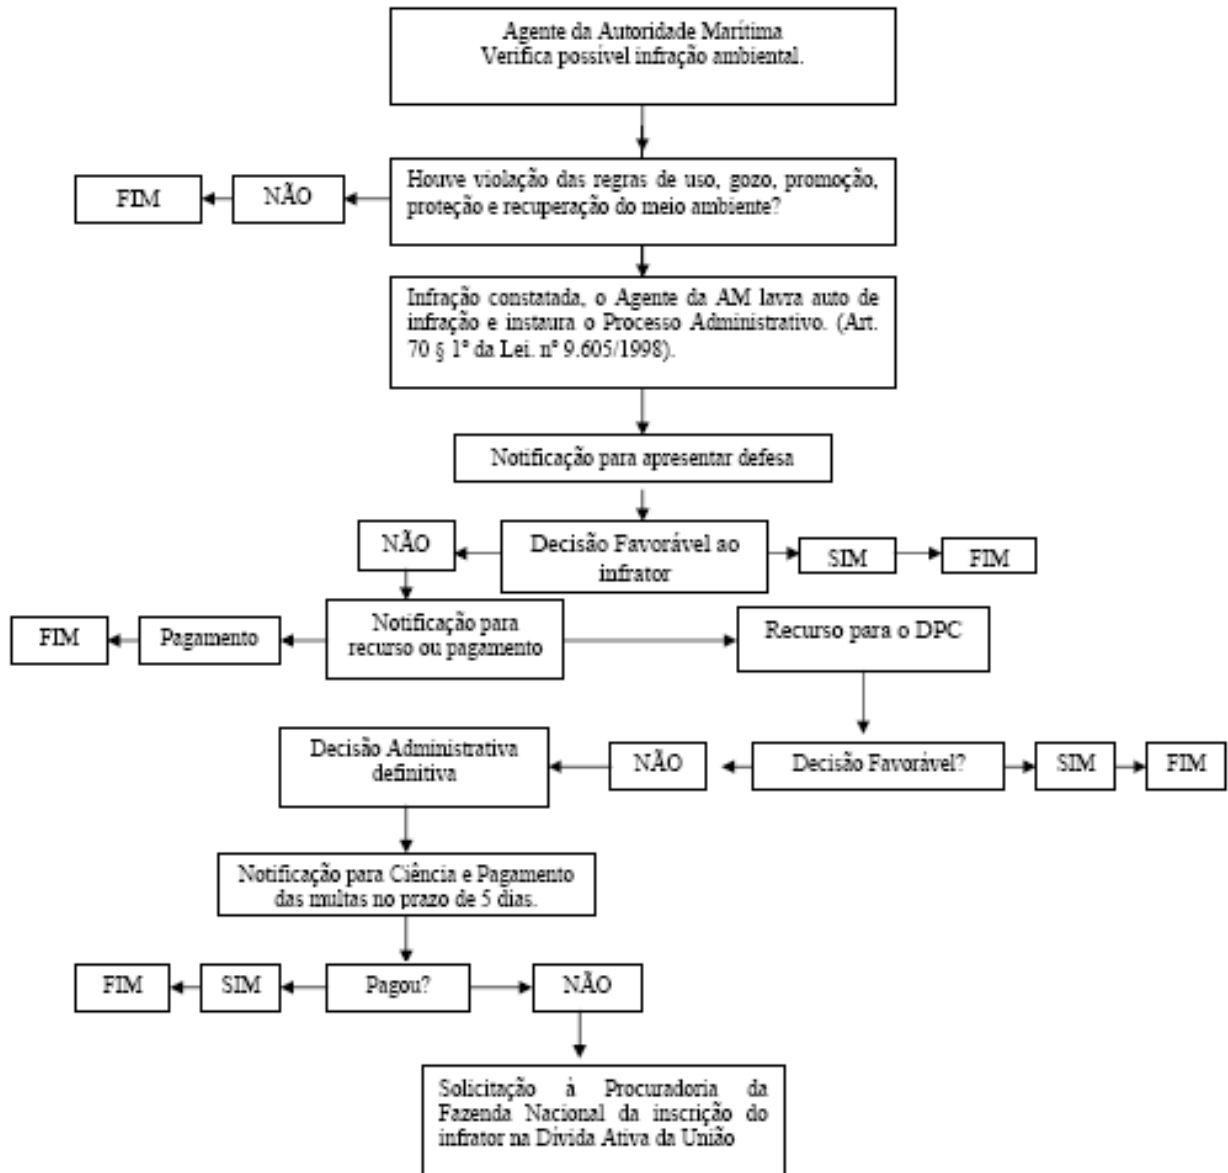 Agente da Autoridade Marítima
Verifica possível infração ambiental.
Houve violação das regras de uso, gozo, promoção,
proteção e recuperação do meio ambiente?
NÃO
FIM
Infração constatada, o Agente da AM lavra auto de
infração e instaura o Processo Administrativo. (Art.
70 § 1º da Lei. nº 9.605/1998).
Notificação para apresentar defesa
NÃO
Decisão Favorável ao
infrator
SIM
FIM
FIM
Pagamento
Notificação para
recurso ou pagamento
Recurso para o DPC
Decisão Administrativa
definitiva
NÃO
Decisão Favorável?
SIM
FIM
Notificação para Ciência e Pagamento
das multas no prazo de 5 dias.
FIM
SIM
Pagou?
NÃO
Solicitação à Procuradoria da
Fazenda Nacional da inscrição do
infrator na Dívida Ativa da União